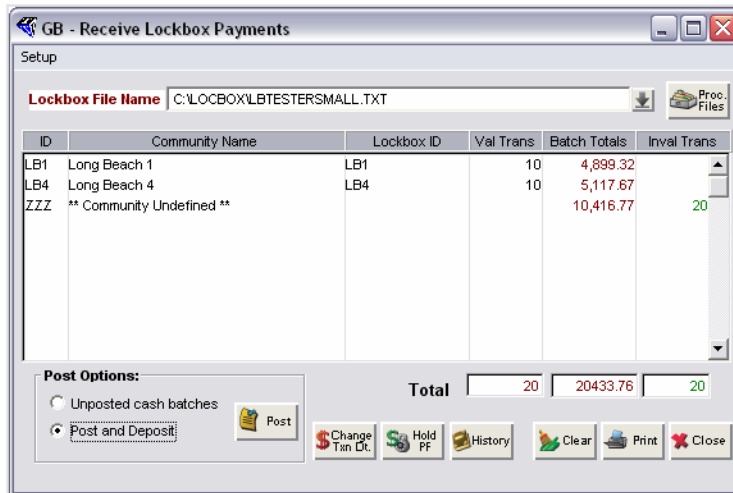 GB - Receive Lockbox Payments
Setup
Lockbox File Name C:\LOCBOX\LBTESTERSMALL.TXT Proc. Files
ID Community Name Lockbox ID Val Trans Batch Totals Inval Trans
LB1 Long Beach 1 LB1 10 4,899.32
LB4 Long Beach 4 LB4 10 5,117.67
ZZZ ** Community Undefined ** 10,416.77 20
Post Options:
Total 20 20433.76 20
Unposted cash batches
Post and Deposit
Post
Change Txn Dt. Hold PF History Clear Print Close